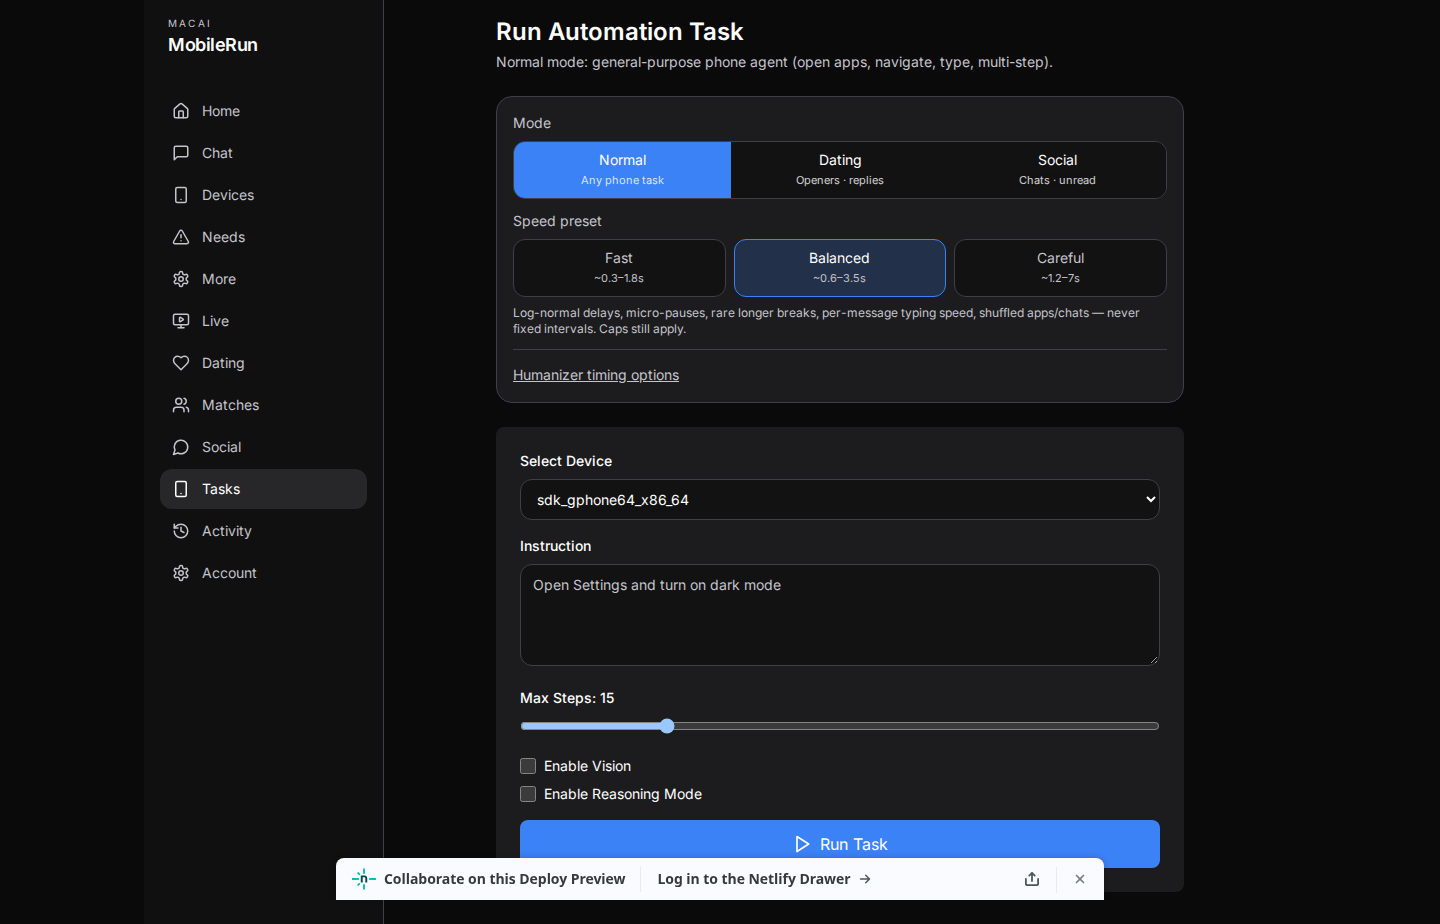 MACAI
MobileRun
Home
Chat
Devices
Needs
More
Live
Dating
Matches
Social
Tasks
Activity
Account
Run Automation Task
Normal mode: general-purpose phone agent (open apps, navigate, type, multi-step).
Mode
Normal
Any phone task
Dating
Openers · replies
Social
Chats · unread
Speed preset
Fast
~0.3–1.8s
Balanced
~0.6–3.5s
Careful
~1.2–7s
Log-normal delays, micro-pauses, rare longer breaks, per-message typing speed, shuffled apps/chats — never
fixed intervals. Caps still apply.
Humanizer timing options
Select Device
sdk_gphone64_x86_64
Instruction
Open Settings and turn on dark mode
Max Steps: 15
Enable Vision
Enable Reasoning Mode
Run Task
Collaborate on this Deploy Preview
Log in to the Netlify Drawer →